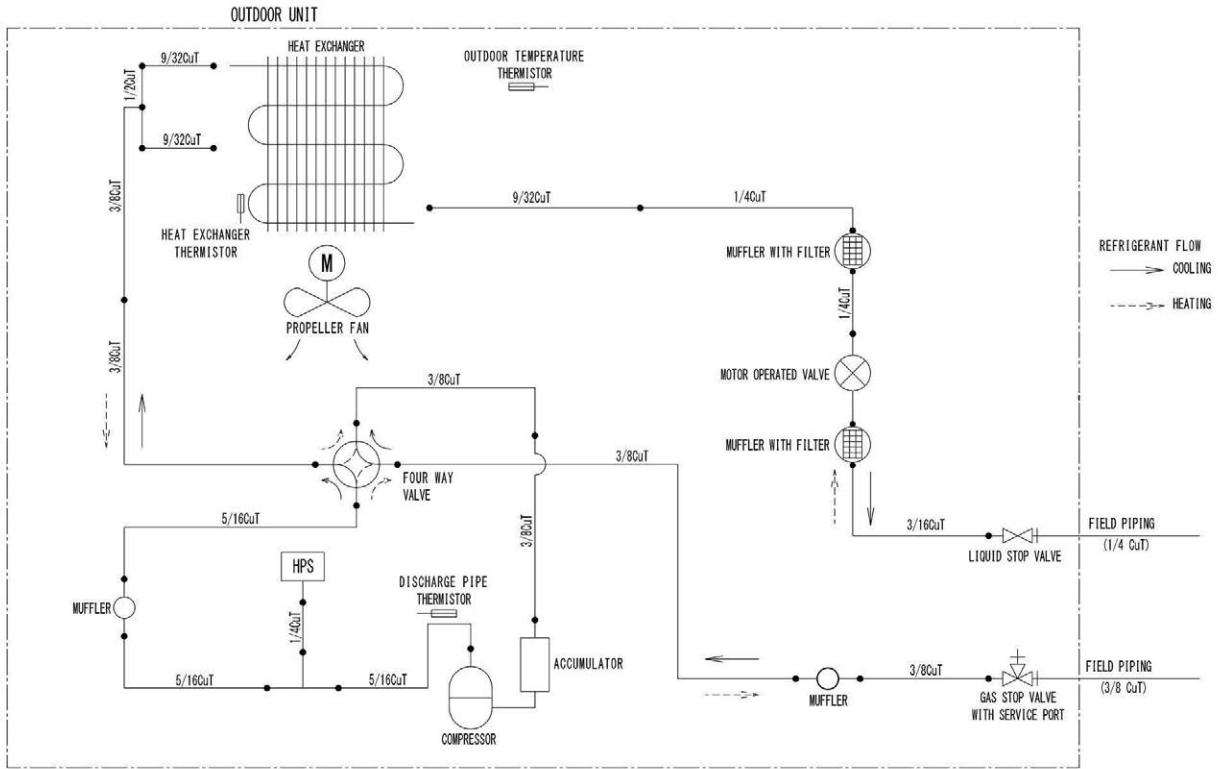 OUTDOOR UNIT
HEAT EXCHANGER
9/32CuT
1/2CuT
9/32CuT
OUTDOOR TEMPERATURE
THERMISTOR
3/8CuT
HEAT EXCHANGER
THERMISTOR
9/32CuT
1/4CuT
MUFFLER WITH FILTER
1/4CuT
REFRIGERANT FLOW
COOLING
HEATING
M
PROPELLER FAN
3/8CuT
3/8CuT
MOTOR OPERATED VALVE
MUFFLER WITH FILTER
FOUR WAY
VALVE
3/8CuT
5/16CuT
3/8CuT
3/16CuT
LIQUID STOP VALVE
FIELD PIPING
(1/4 CuT)
HPS
1/4CuT
MUFFLER
DISCHARGE PIPE
THERMISTOR
ACCUMULATOR
5/16CuT
5/16CuT
COMPRESSOR
MUFFLER
3/8CuT
GAS STOP VALVE
WITH SERVICE PORT
FIELD PIPING
(3/8 CuT)